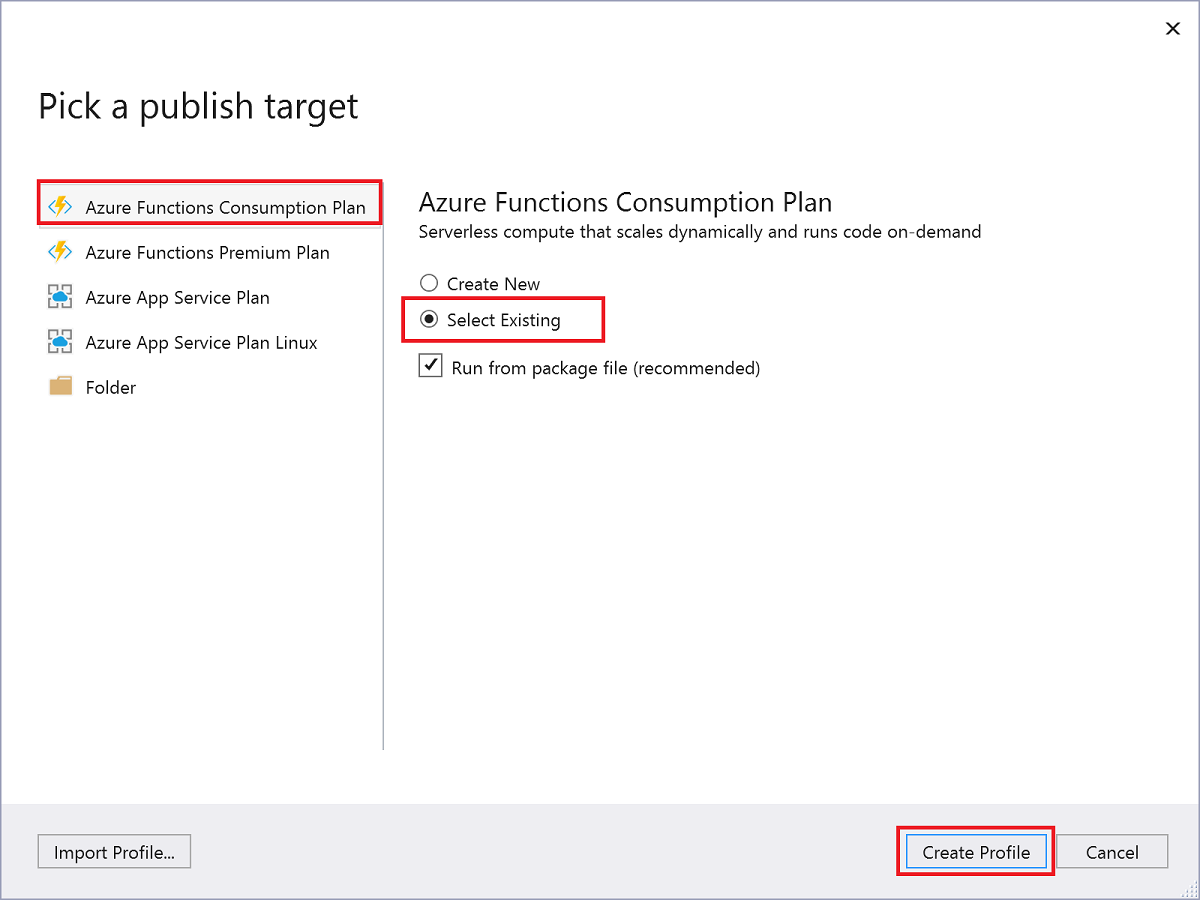 Pick a publish target
Azure Functions Consumption Plan
Azure Functions Premium Plan
Azure App Service Plan
Azure App Service Plan Linux
Folder
Azure Functions Consumption Plan
Serverless compute that scales dynamically and runs code on-demand
Create New
Select Existing
Run from package file (recommended)
Import Profile...
Create Profile
Cancel